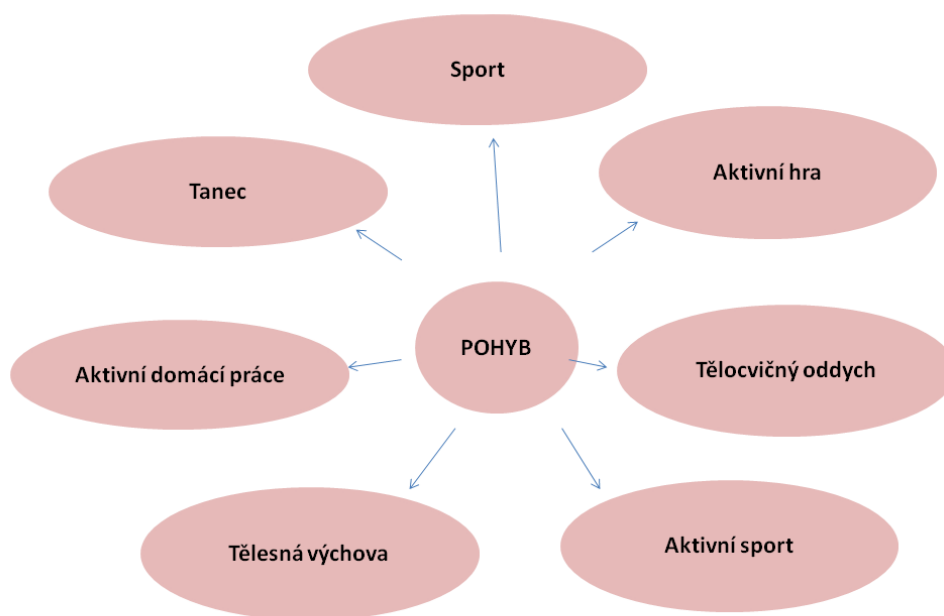 Sport
Aktivní hra
Tanec
POHYB
Tělocvičný oddych
Aktivní domácí práce
Aktivní sport
Tělesná výchova